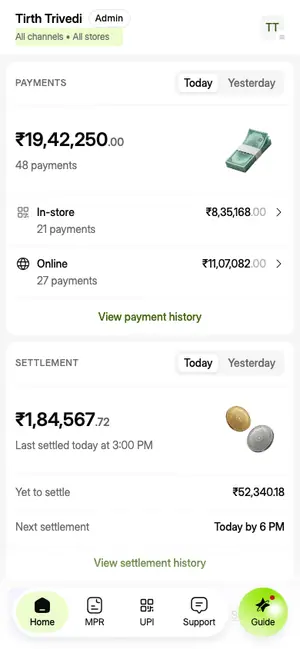 Tirth Trivedi Admin
All channels • All stores
TT
PAYMENTS Today Yesterday
₹19,42,250.00
48 payments
In-store ₹8,35,168.00
21 payments
Online ₹11,07,082.00
27 payments
View payment history
SETTLEMENT Today Yesterday
₹1,84,567.72
Last settled today at 3:00 PM
Yet to settle ₹52,340.18
Next settlement Today by 6 PM
View settlement history
Home MPR UPI Support Guide